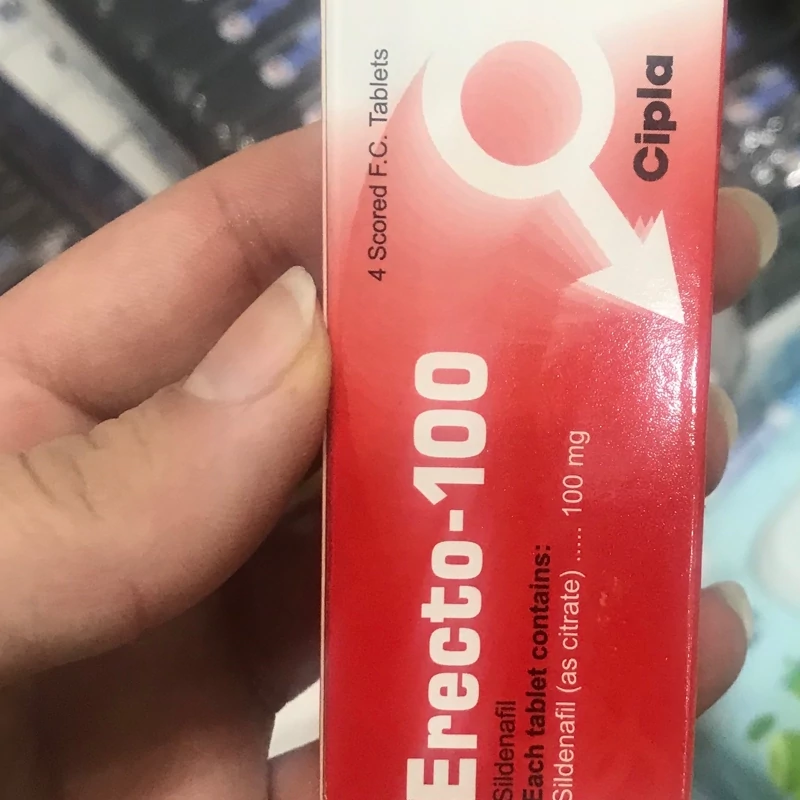 4 Scored F.C. Tablets
Cipla
Erecto-100
Sildenafil
Each tablet contains:
Sildenafil (as citrate) ..... 100 mg